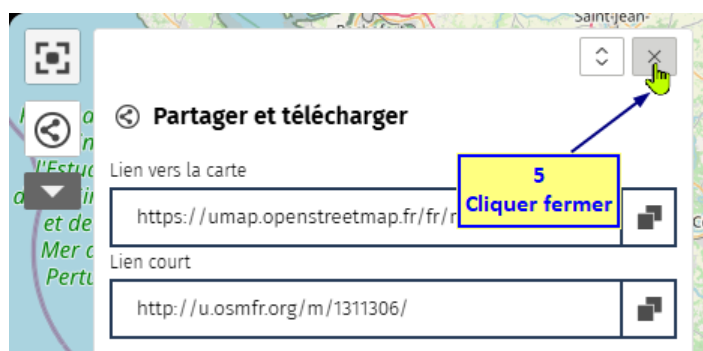 Saint-Jean-
Partager et télécharger
l'Estu
Lien vers la carte
5
Cliquer fermer
https://umap.openstreetmap.fr/fr/
et de
Mer
Pertu
Lien court
http://u.osmfr.org/m/1311306/